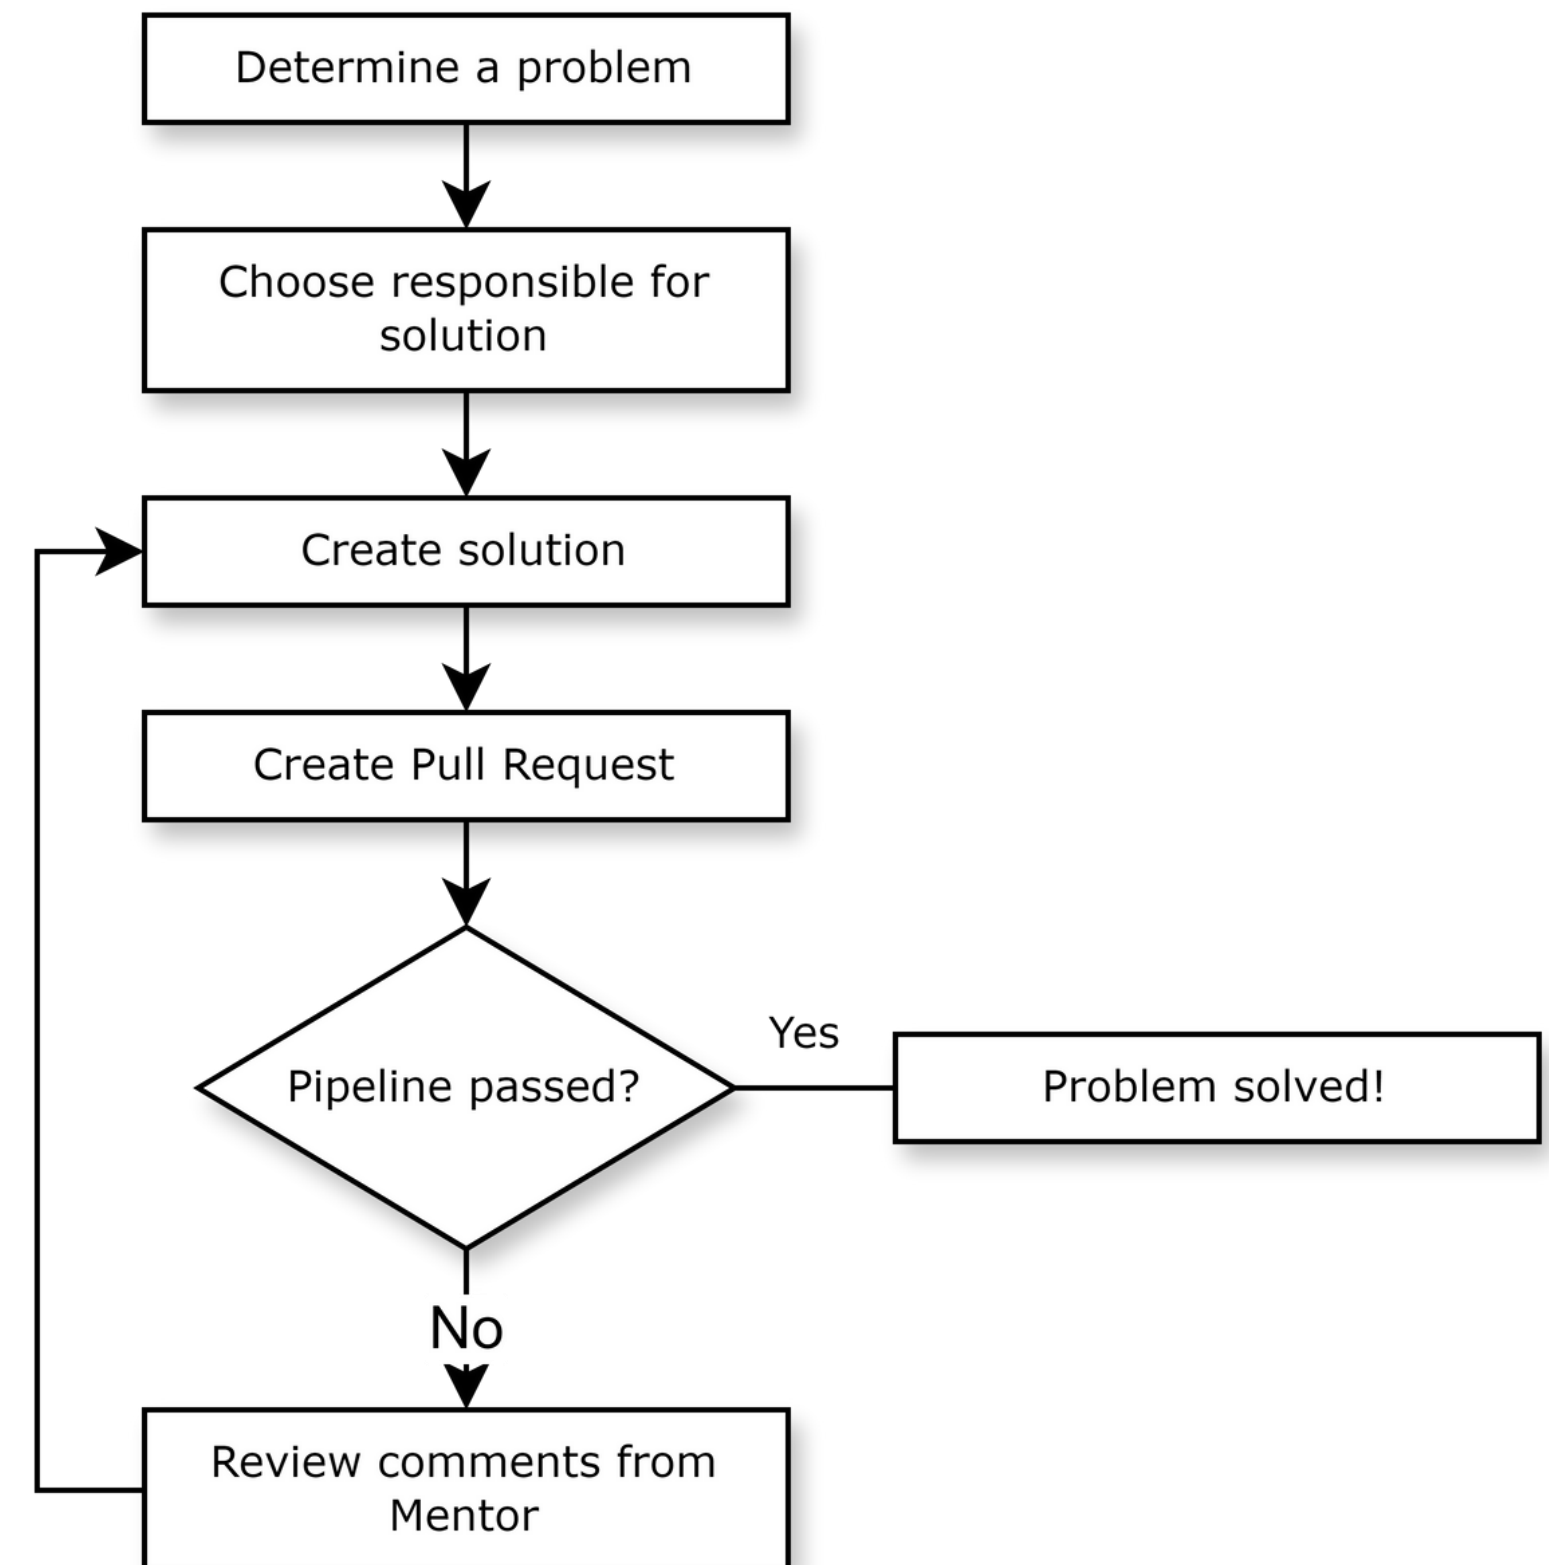 Determine a problem
Choose responsible for
solution
Create solution
Create Pull Request
Yes
Pipeline passed?
Problem solved!
No
Review comments from
Mentor